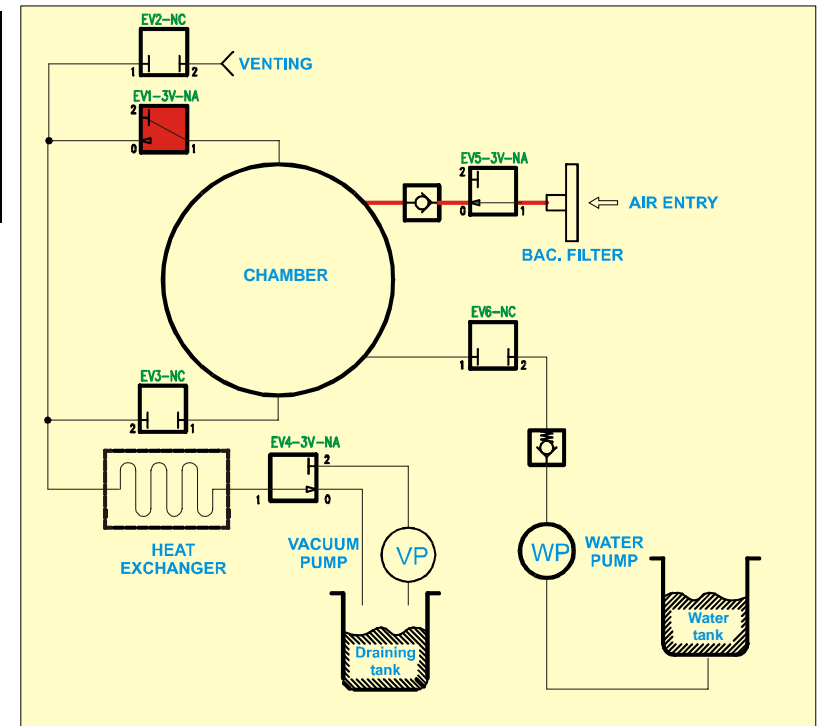 EV2-NC
1
2
VENTING
EV1-3V-NA
2
0
1
EV5-3V-NA
2
0
1
AIR ENTRY
BAC. FILTER
CHAMBER
EV6-NC
1
2
EV3-NC
2
1
EV4-3V-NA
2
1
0
HEAT
EXCHANGER
VACUUM
PUMP
VP
WP
WATER
PUMP
Draining
tank
Water
tank